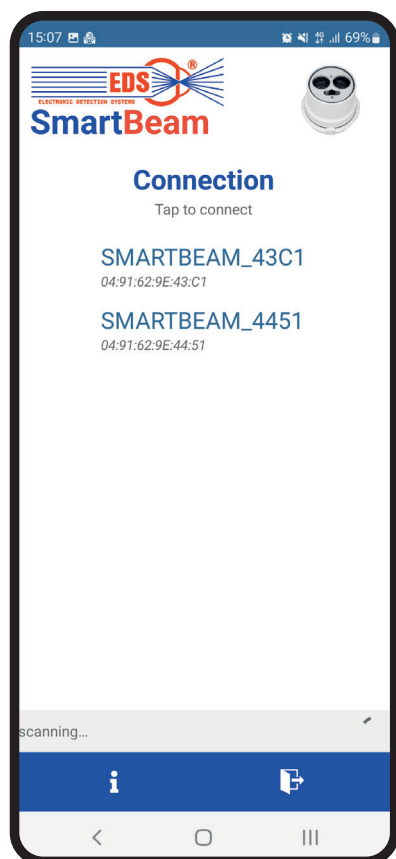 15:07 69%
EDS®
ELECTRONIC DETECTION SYSTEMS
SmartBeam
Connection
Tap to connect
SMARTBEAM_43C1
04:91:62:9E:43:C1
SMARTBEAM_4451
04:91:62:9E:44:51
scanning...
i